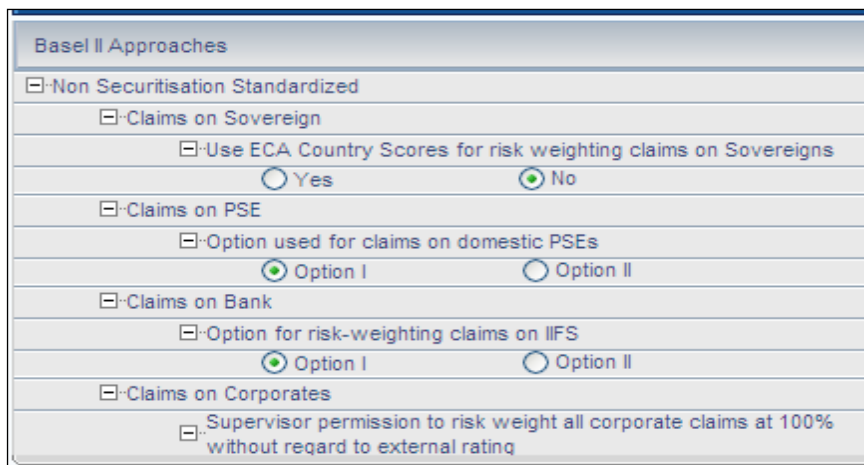 Basel II Approaches
Non Securitisation Standardized
Claims on Sovereign
Use ECA Country Scores for risk weighting claims on Sovereigns
Yes No
Claims on PSE
Option used for claims on domestic PSEs
Option I Option II
Claims on Bank
Option for risk-weighting claims on IIFS
Option I Option II
Claims on Corporates
Supervisor permission to risk weight all corporate claims at 100%
without regard to external rating